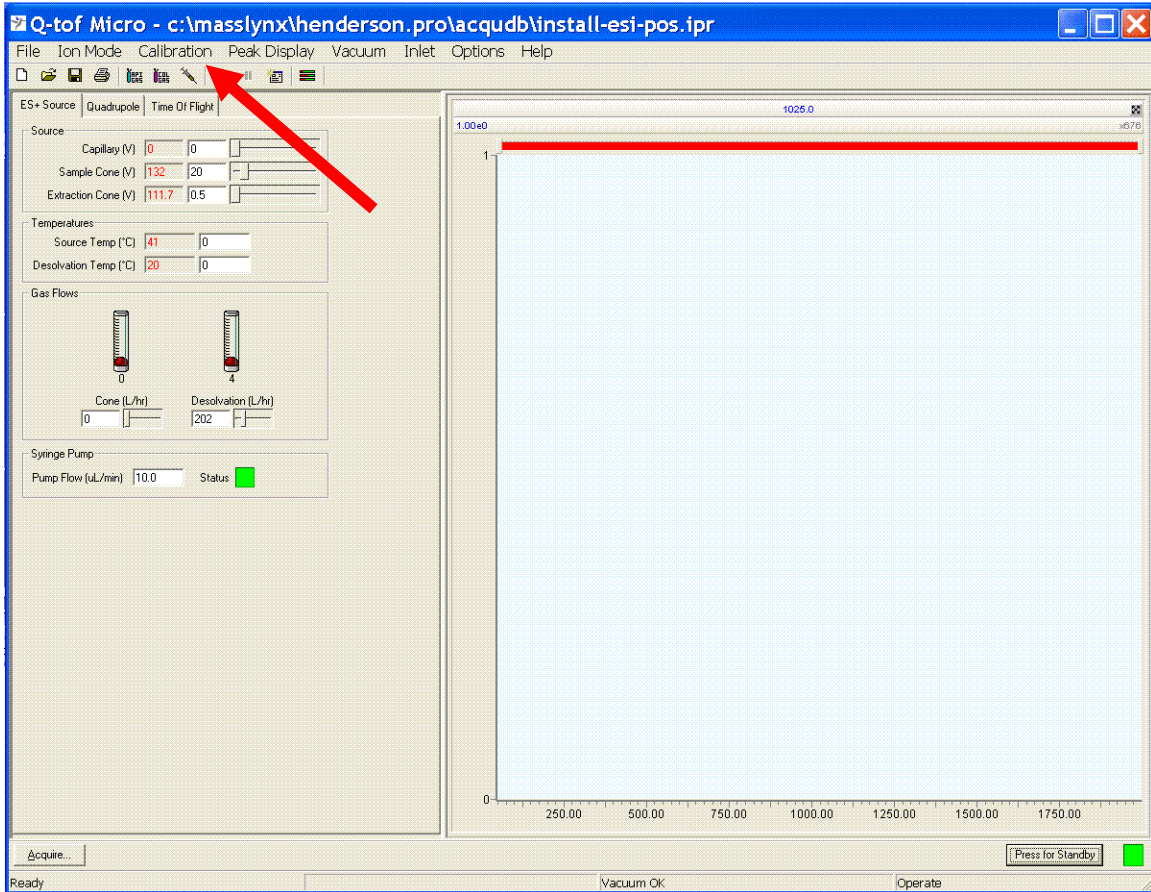 Q-tof Micro - c:\masslynx\henderson.pro\acqudb\install-esi-pos.ipr
File Ion Mode Calibration Peak Display Vacuum Inlet Options Help
ES+ Source Quadrupole Time Of Flight
Source
Capillary (V) 0 0
Sample Cone (V) 132 20
Extraction Cone (V) 111.7 0.5
Temperatures
Source Temp (°C) 41 0
Desolvation Temp (°C) 20 0
Gas Flows
0 4
Cone (L/hr) Desolvation (L/hr)
0 202
Syringe Pump
Pump Flow (uL/min) 10.0 Status
1025.0
1.00e0 x676
1
0
250.00 500.00 750.00 1000.00 1250.00 1500.00 1750.00
Acquire... Press for Standby
Ready Vacuum OK Operate